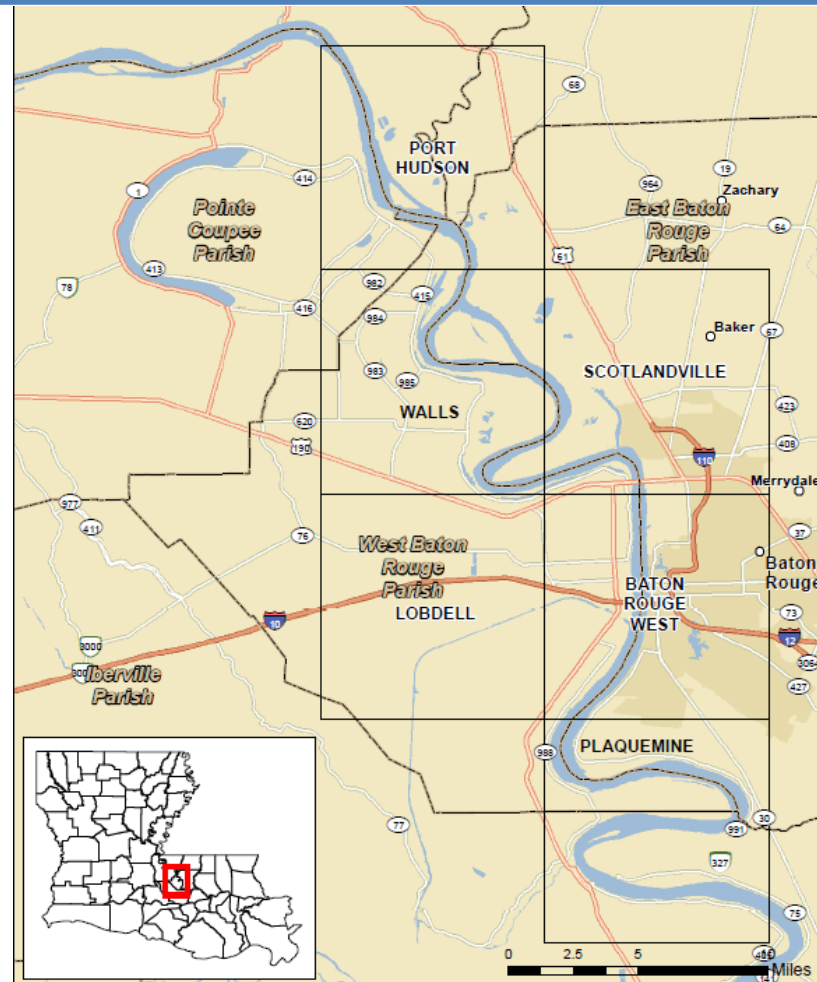 68
PORT
HUDSON
19
1
414
964
Zachary
Pointe
Coupee
Parish
East Baton
Rouge
Parish
64
61
413
78
982
415
416
984
Baker
67
983
985
SCOTLANDVILLE
WALLS
423
620
190
408
110
Merrydale
977
411
76
37
West Baton
Rouge
Parish
Baton
Rouge
BATON
ROUGE
WEST
LOBDELL
10
73
12
3000
3064
Iberville
Parish
427
988
PLAQUEMINE
77
30
991
327
75
0 2.5 5 10
Miles